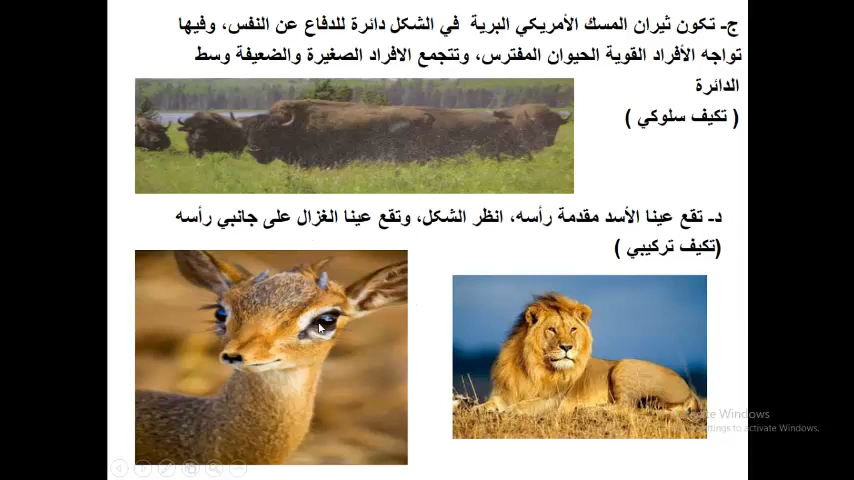 ج- تكون ثيران المسك الأمريكي البرية في الشكل دائرة للدفاع عن النفس، وفيها
تواجه الأفراد القوية الحيوان المفترس، وتتجمع الافراد الصغيرة والضعيفة وسط
الدائرة
( تكيف سلوكي )
د- تقع عينا الأسد مقدمة رأسه، انظر الشكل، وتقع عينا الغزال على جانبي رأسه
(تكيف تركيبي )
Windows
to activate Windows.